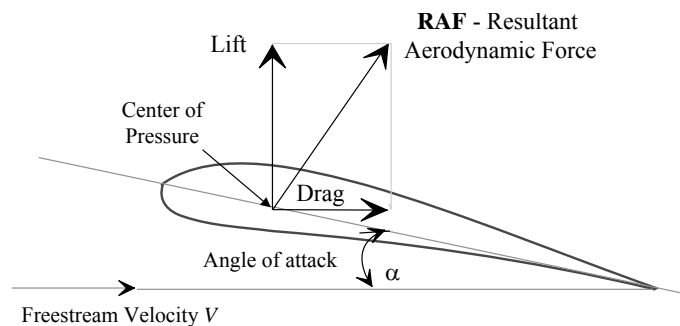 RAF - Resultant
Aerodynamic Force
Lift
Center of
Pressure
Drag
Angle of attack
α
Freestream Velocity V